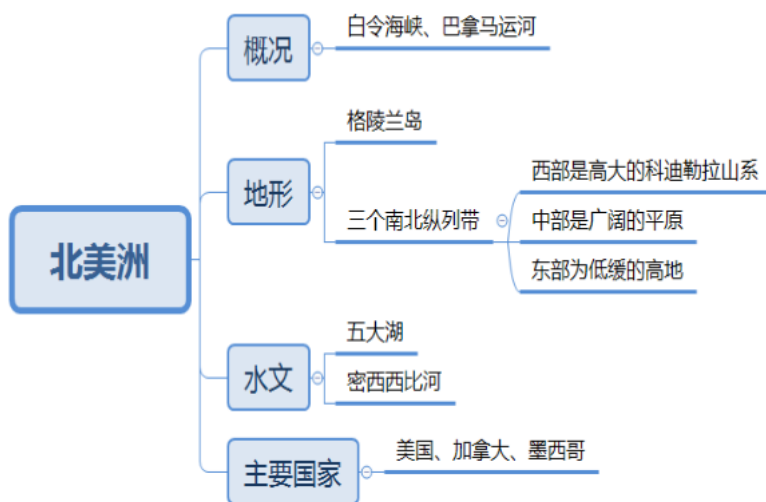 北美洲
概况
白令海峡、巴拿马运河
地形
格陵兰岛
三个南北纵列带
西部是高大的科迪勒拉山系
中部是广阔的平原
东部为低缓的高地
水文
五大湖
密西西比河
主要国家
美国、加拿大、墨西哥